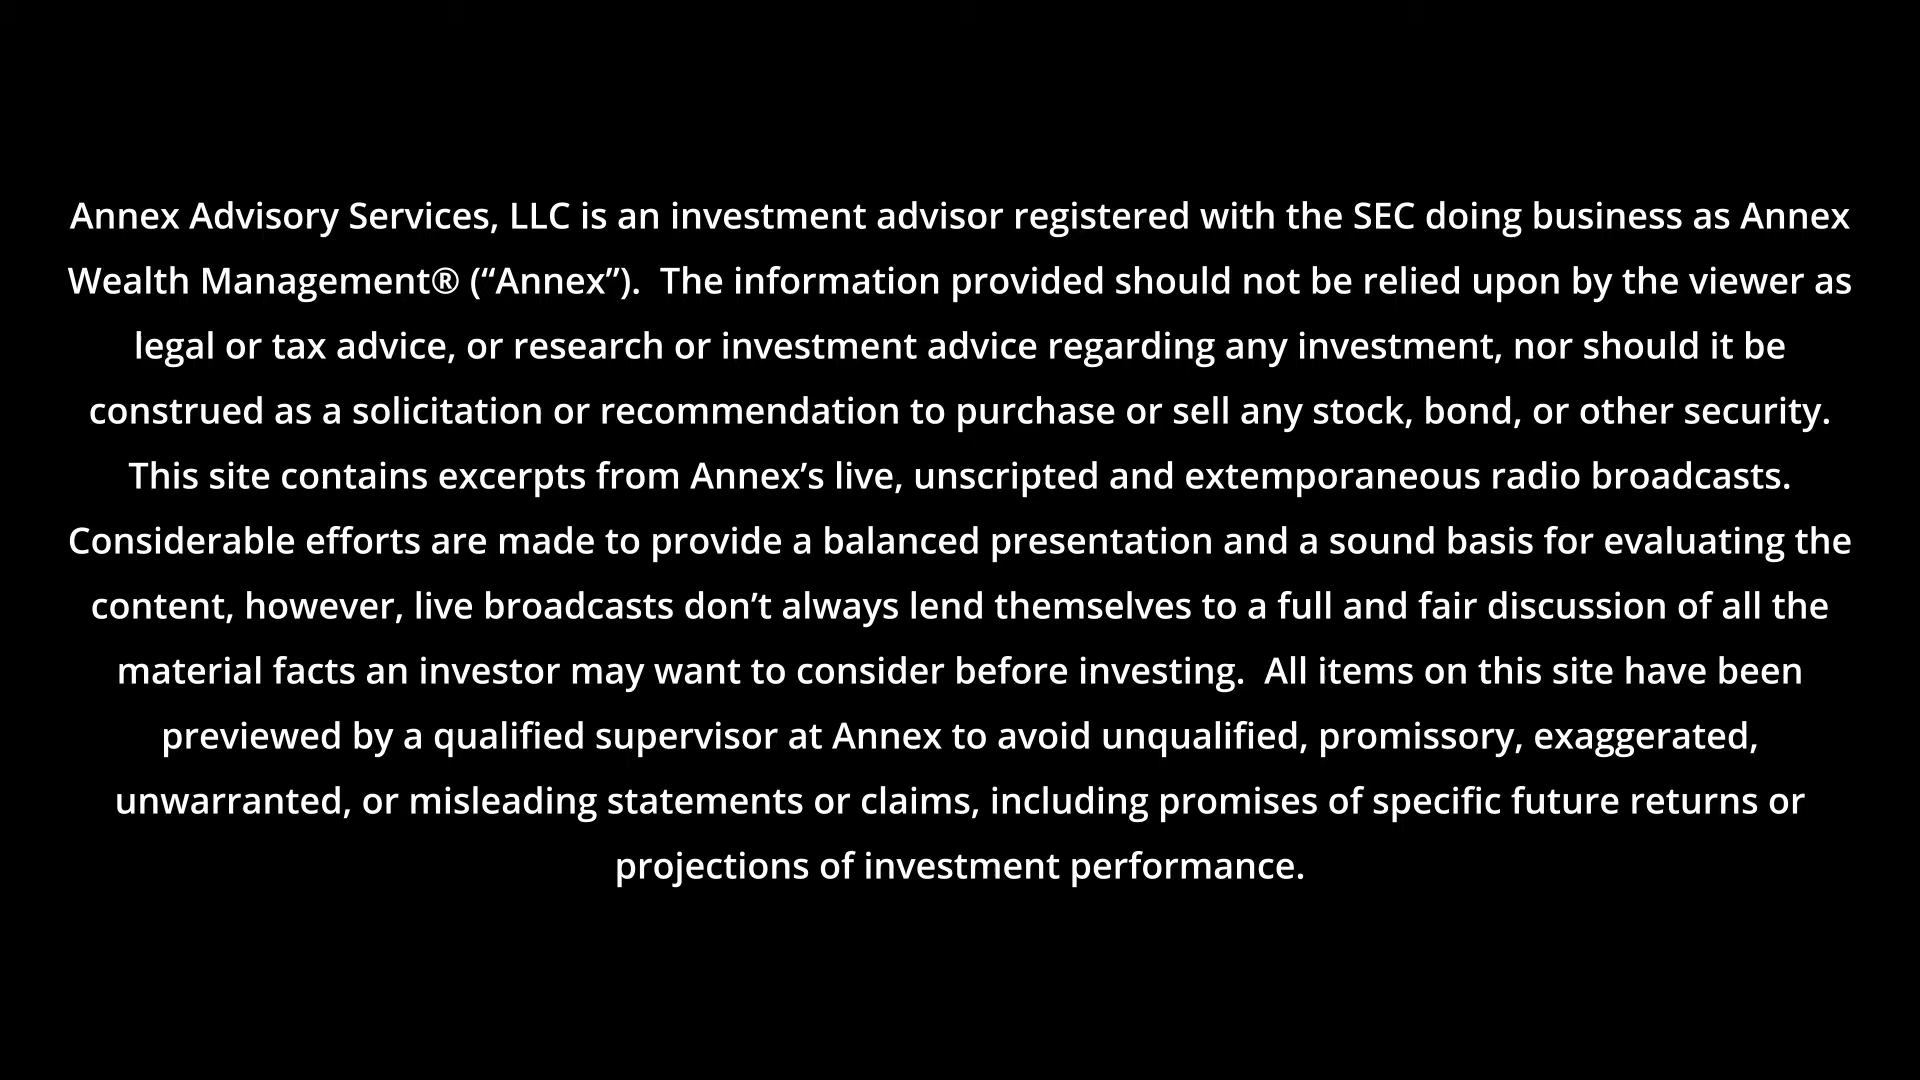 Annex Advisory Services, LLC is an investment advisor registered with the SEC doing business as Annex
Wealth Management® (“Annex”).  The information provided should not be relied upon by the viewer as
legal or tax advice, or research or investment advice regarding any investment, nor should it be
construed as a solicitation or recommendation to purchase or sell any stock, bond, or other security.
This site contains excerpts from Annex’s live, unscripted and extemporaneous radio broadcasts.
Considerable efforts are made to provide a balanced presentation and a sound basis for evaluating the
content, however, live broadcasts don’t always lend themselves to a full and fair discussion of all the
material facts an investor may want to consider before investing.  All items on this site have been
previewed by a qualified supervisor at Annex to avoid unqualified, promissory, exaggerated,
unwarranted, or misleading statements or claims, including promises of specific future returns or
projections of investment performance.